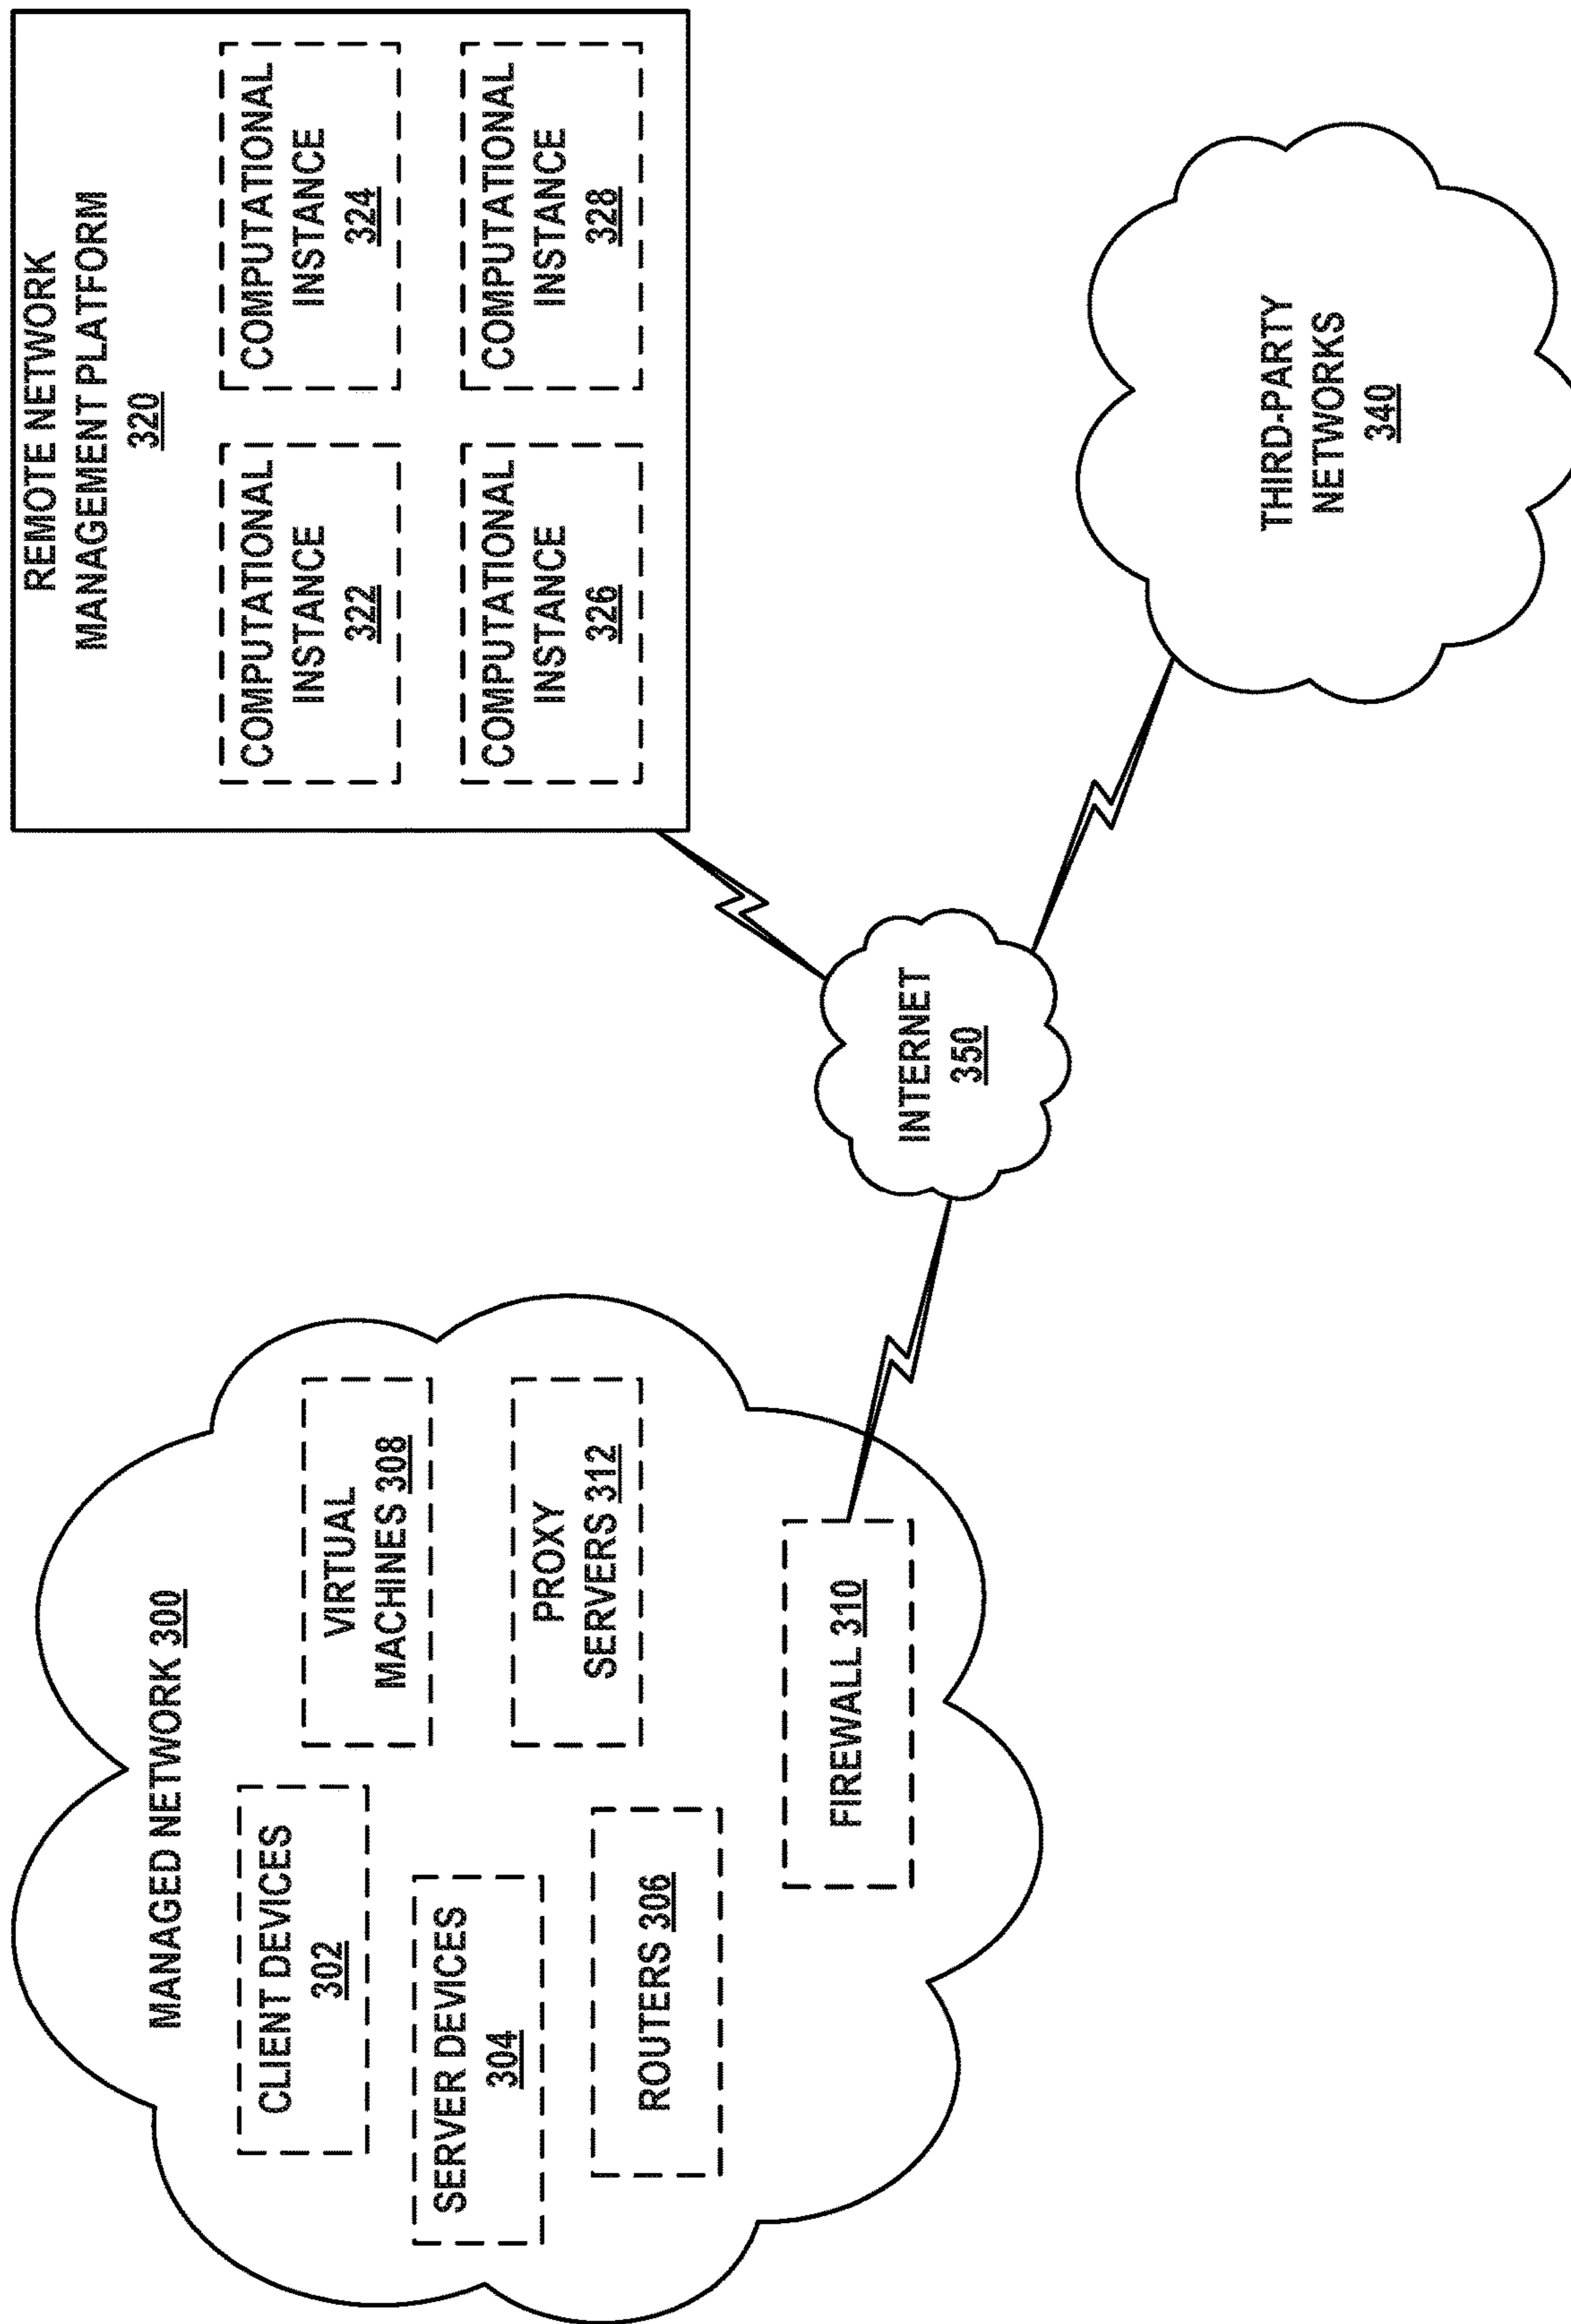 MANAGED NETWORK 300
CLIENT DEVICES
302
SERVER DEVICES
304
ROUTERS 306
VIRTUAL
MACHINES 308
PROXY
SERVERS 312
FIREWALL 310
INTERNET
350
REMOTE NETWORK
MANAGEMENT PLATFORM
320
COMPUTATIONAL
INSTANCE
322
COMPUTATIONAL
INSTANCE
324
COMPUTATIONAL
INSTANCE
326
COMPUTATIONAL
INSTANCE
328
THIRD-PARTY
NETWORKS
340